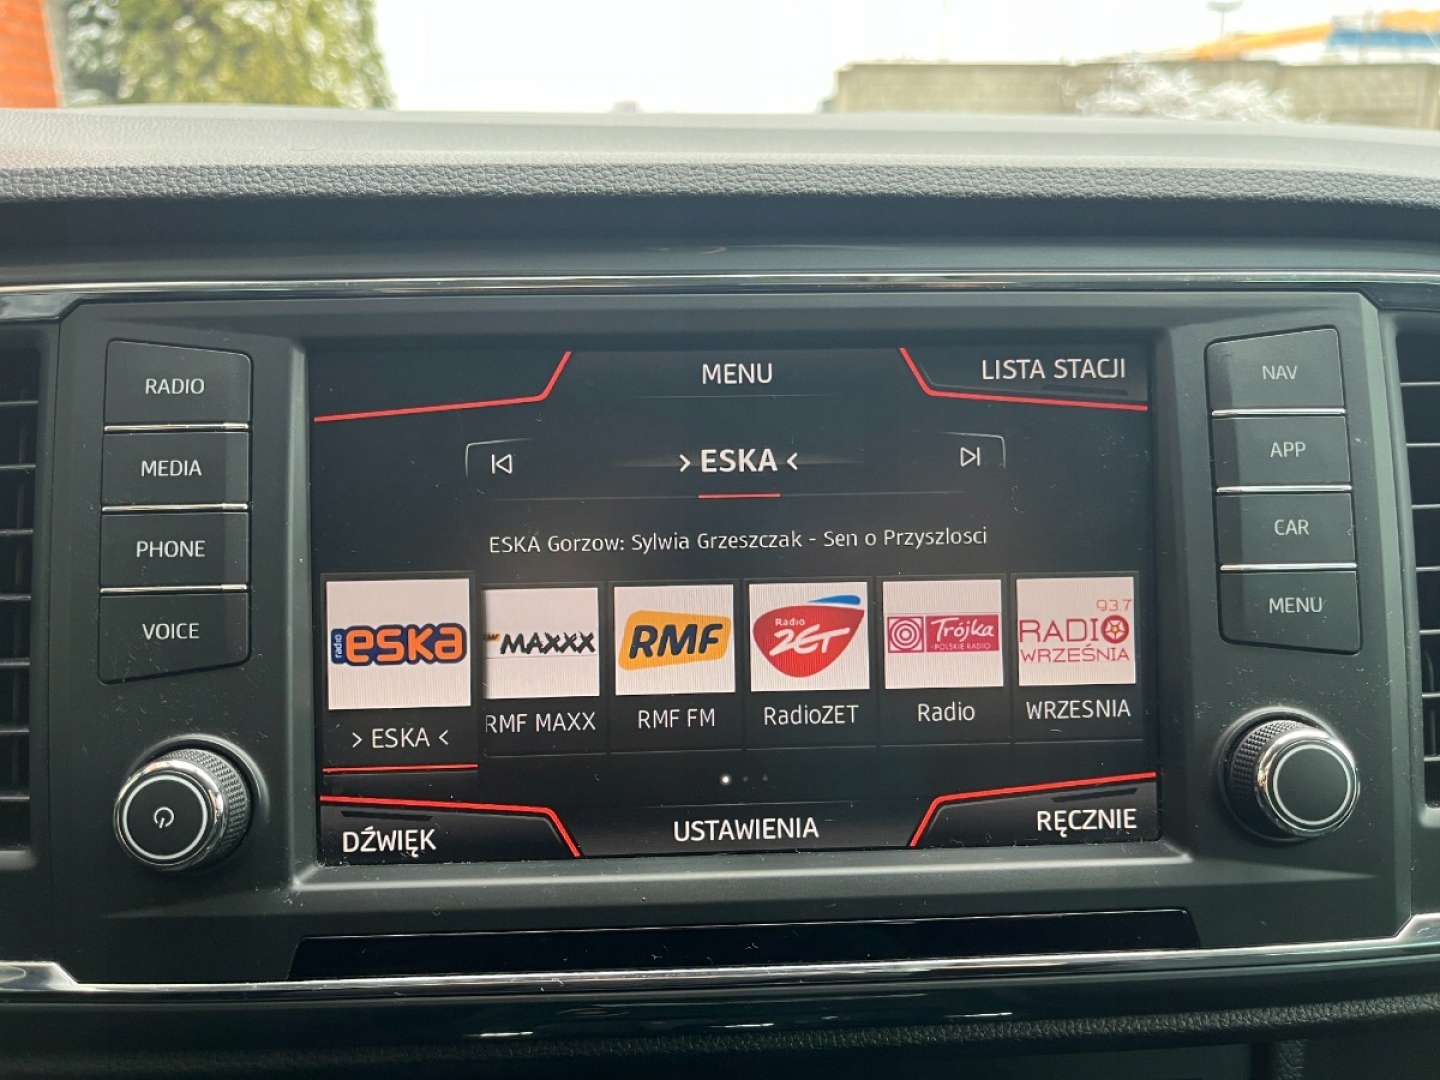 RADIO
MEDIA
PHONE
VOICE
MENU
LISTA STACJI
› ESKA ‹
ESKA Gorzow: Sylwia Grzeszczak - Sen o Przyszlosci
radio ESKA
MAXXX
RMF
Radio ZET
Trójka
POLSKIE RADIO
93.7
RADIO
WRZEŚNIA
› ESKA ‹
RMF MAXX
RMF FM
RadioZET
Radio
WRZESNIA
DŹWIĘK
USTAWIENIA
RĘCZNIE
NAV
APP
CAR
MENU